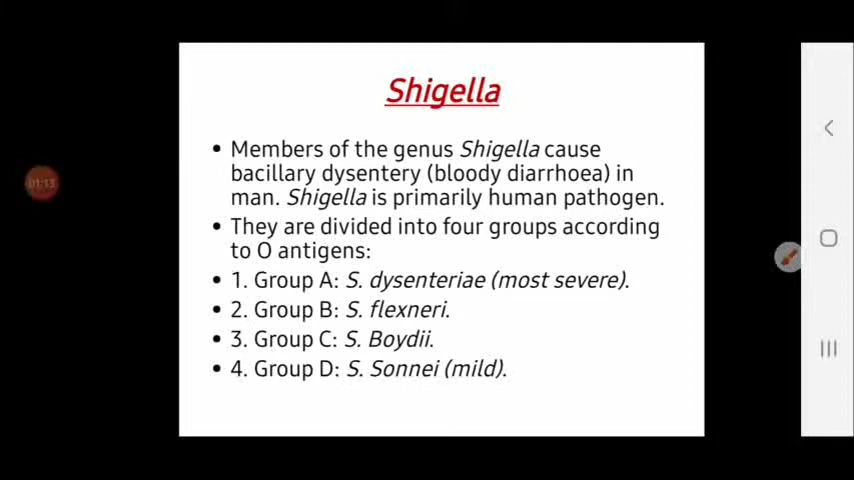 Shigella
• Members of the genus Shigella cause
bacillary dysentery (bloody diarrhoea) in
man. Shigella is primarily human pathogen.
• They are divided into four groups according
to O antigens:
• 1. Group A: S. dysenteriae (most severe).
• 2. Group B: S. flexneri.
• 3. Group C: S. Boydii.
• 4. Group D: S. Sonnei (mild).
01:13